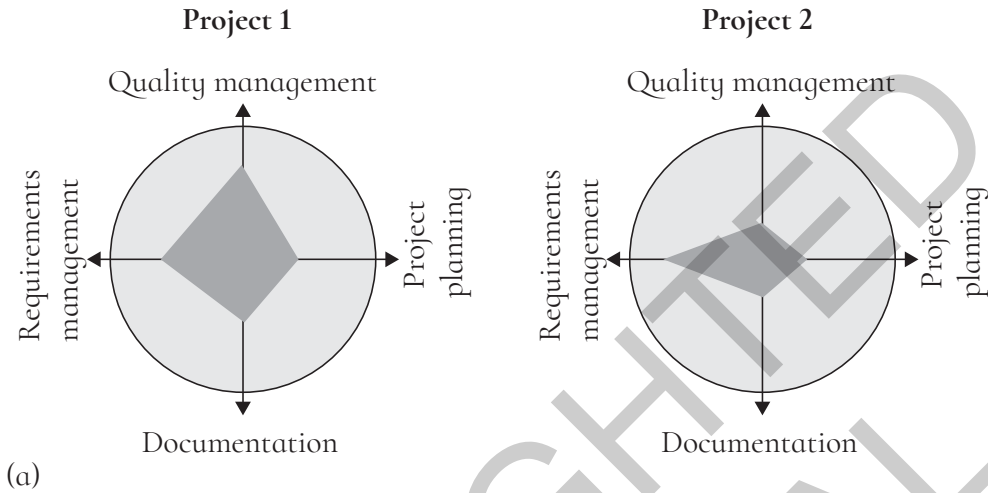 Project 1
Quality management
Requirements
management
Project
planning
Documentation
Project 2
Quality management
Requirements
management
Project
planning
Documentation
(a)